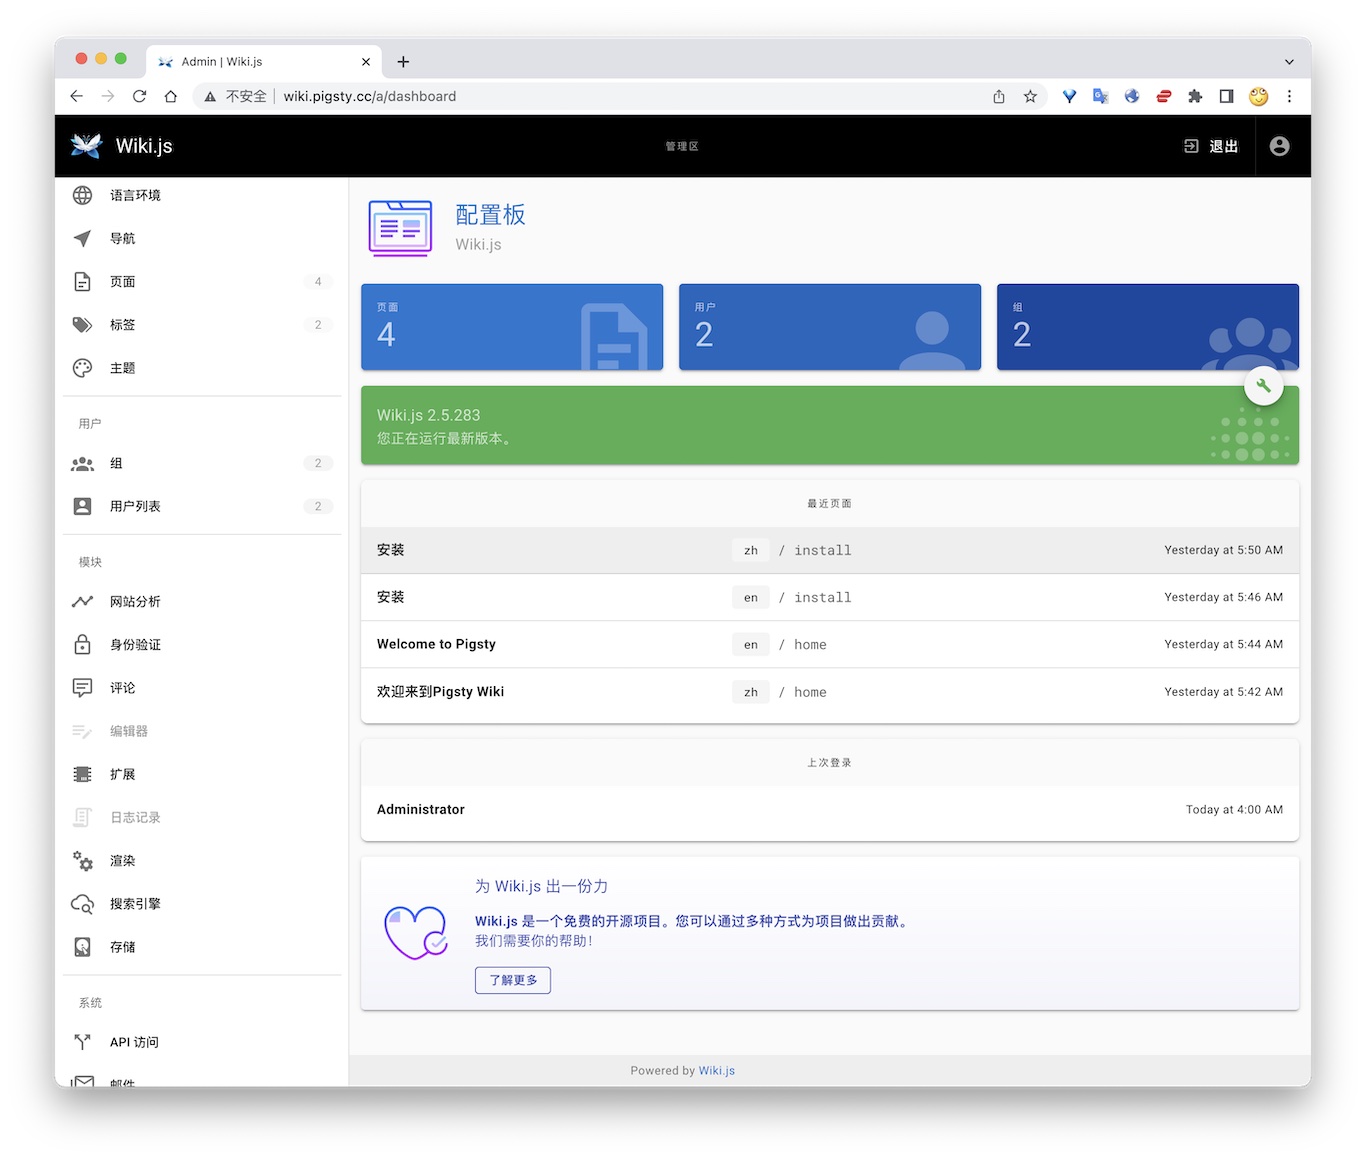 Admin | Wiki.js
不安全
wiki.pigsty.cc/a/dashboard
Wiki.js
管理区
退出
语言环境
导航
页面 4
标签 2
主题
用户
组 2
用户列表 2
模块
网站分析
身份验证
评论
编辑器
扩展
日志记录
渲染
搜索引擎
存储
系统
API 访问
邮件
配置板
Wiki.js
页面
4
用户
2
组
2
Wiki.js 2.5.283
您正在运行最新版本。
最近页面
安装 zh / install Yesterday at 5:50 AM
安装 en / install Yesterday at 5:46 AM
Welcome to Pigsty en / home Yesterday at 5:44 AM
欢迎来到Pigsty Wiki zh / home Yesterday at 5:42 AM
上次登录
Administrator Today at 4:00 AM
为 Wiki.js 出一份力
Wiki.js 是一个免费的开源项目。您可以通过多种方式为项目做出贡献。
我们需要你的帮助!
了解更多
Powered by Wiki.js